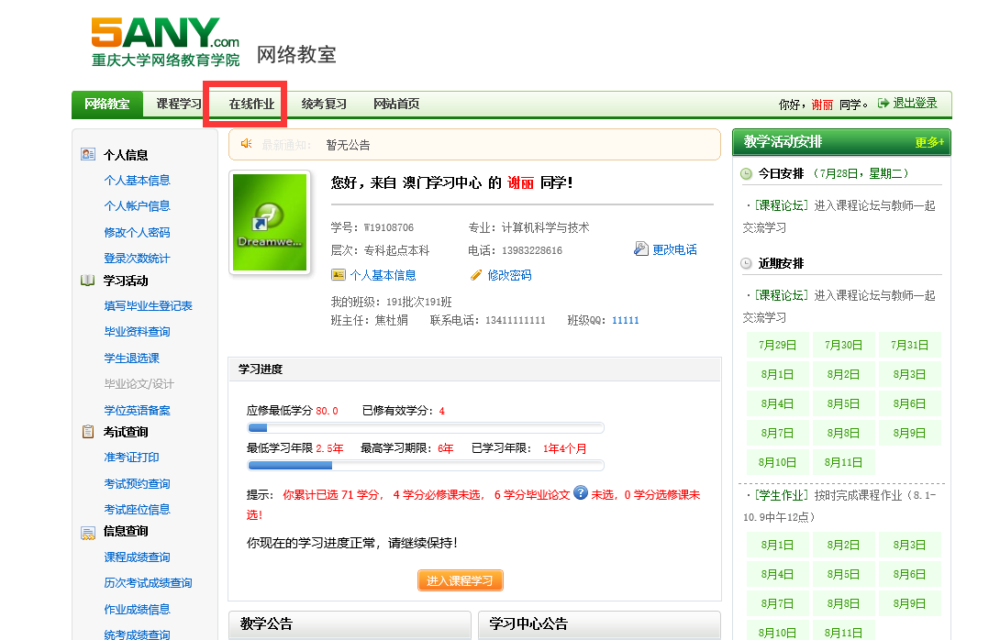 5ANY.com
重庆大学网络教育学院
网络教室
网络教室 课程学习 在线作业 统考复习 网站首页
你好，谢丽 同学。 退出登录
个人信息
个人基本信息
个人帐户信息
修改个人密码
登录次数统计
学习活动
填写毕业生登记表
毕业资料查询
学生退选课
毕业论文/设计
学位英语备案
考试查询
准考证打印
考试预约查询
考试座位信息
信息查询
课程成绩查询
历次考试成绩查询
作业成绩信息
统考成绩查询
最新通知： 暂无公告
Dreamwe...
您好，来自 澳门学习中心 的 谢丽 同学！
学号：W19108706 专业：计算机科学与技术
层次：专科起点本科 电话：13983228616 更改电话
个人基本信息 修改密码
我的班级：191批次191班
班主任：焦杜娟 联系电话：13411111111 班级QQ：11111
学习进度
应修最低学分 80.0 已修有效学分：4
最低学习年限 2.5年 最高学习期限：6年 已学习年限： 1年4个月
提示： 你累计已选 71 学分， 4 学分必修课未选， 6 学分毕业论文 ? 未选，0 学分选修课未
选！
你现在的学习进度正常，请继续保持！
进入课程学习
教学公告
学习中心公告
教学活动安排 更多+
今日安排 （7月28日，星期二）
·[课程论坛] 进入课程论坛与教师一起
交流学习
近期安排
·[课程论坛] 进入课程论坛与教师一起
交流学习
7月29日 7月30日 7月31日
8月1日 8月2日 8月3日
8月4日 8月5日 8月6日
8月7日 8月8日 8月9日
8月10日 8月11日
·[学生作业] 按时完成课程作业（8.1-
10.9中午12点）
8月1日 8月2日 8月3日
8月4日 8月5日 8月6日
8月7日 8月8日 8月9日
8月10日 8月11日